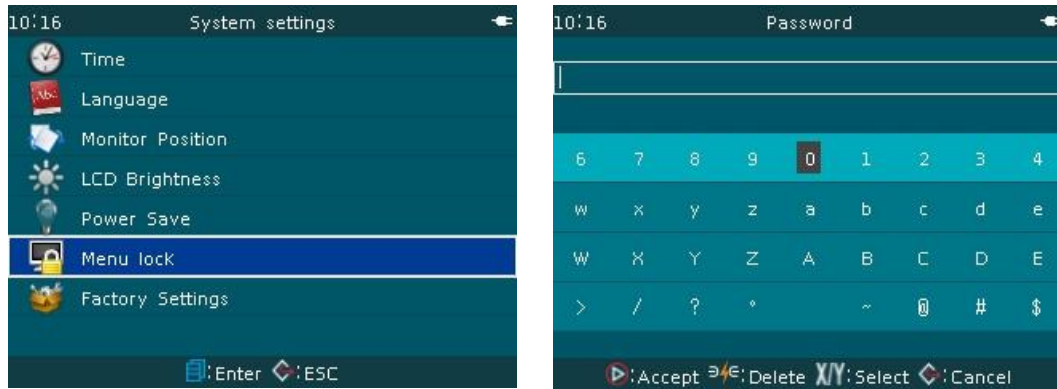 10:16 System settings
Time
Abc
Language
Monitor Position
LCD Brightness
Power Save
Menu lock
Factory Settings
:Enter :ESC
10:16 Password
6 7 8 9 0 1 2 3 4
w x y z a b c d e
W X Y Z A B C D E
> / ? ° ~ @ # $
:Accept :Delete X/Y:Select :Cancel